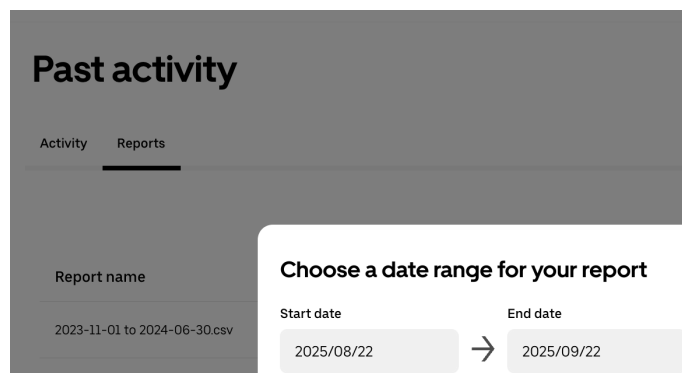 Past activity
Activity Reports
Report name
2023-11-01 to 2024-06-30.csv
Choose a date range for your report
Start date End date
2025/08/22 → 2025/09/22